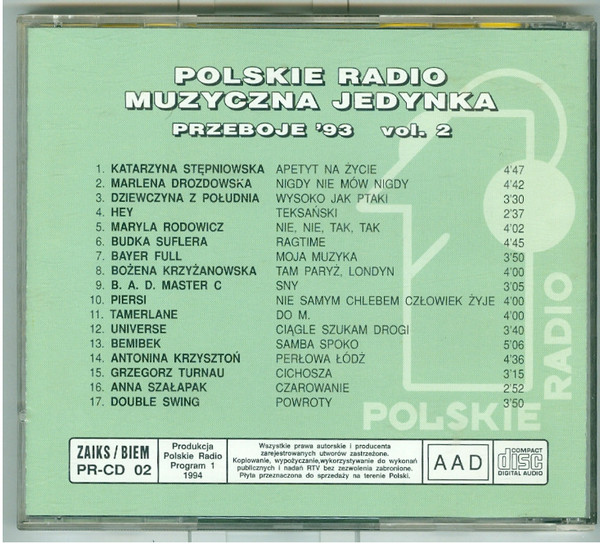 POLSKIE RADIO
MUZYCZNA JEDYNKA
PRZEBOJE '93 vol. 2
1. KATARZYNA STĘPNIOWSKA APETYT NA ŻYCIE 4'47
2. MARLENA DROZDOWSKA NIGDY NIE MÓW NIGDY 4'42
3. DZIEWCZYNA Z POŁUDNIA WYSOKO JAK PTAKI 3'30
4. HEY TEKSAŃSKI 2'37
5. MARYLA RODOWICZ NIE, NIE, TAK, TAK 4'02
6. BUDKA SUFLERA RAGTIME 4'45
7. BAYER FULL MOJA MUZYKA 3'50
8. BOŻENA KRZYŻANOWSKA TAM PARYŻ, LONDYN 4'00
9. B. A. D. MASTER C SNY 3'05
10. PIERSI NIE SAMYM CHLEBEM CZŁOWIEK ŻYJE 4'00
11. TAMERLANE DO M. 4'00
12. UNIVERSE CIĄGLE SZUKAM DROGI 3'40
13. BEMIBEK SAMBA SPOKO 5'06
14. ANTONINA KRZYSZTOŃ PERŁOWA ŁÓDŹ 4'36
15. GRZEGORZ TURNAU CICHOSZA 3'15
16. ANNA SZAŁAPAK CZAROWANIE 2'52
17. DOUBLE SWING POWROTY 3'50
POLSKIE
RADIO
ZAIKS / BIEM
PR-CD 02
Produkcja
Polskie Radio
Program 1
1994
Wszystkie prawa autorskie i producenta
zarejestrowanych utworów zastrzeżone.
Kopiowanie, wypożyczanie,wykorzystywanie do wykonań
publicznych i nadań RTV bez zezwolenia zabronione.
Płyta przeznaczona do sprzedaży na terenie Polski.
AAD
COMPACT
disc
DIGITAL AUDIO